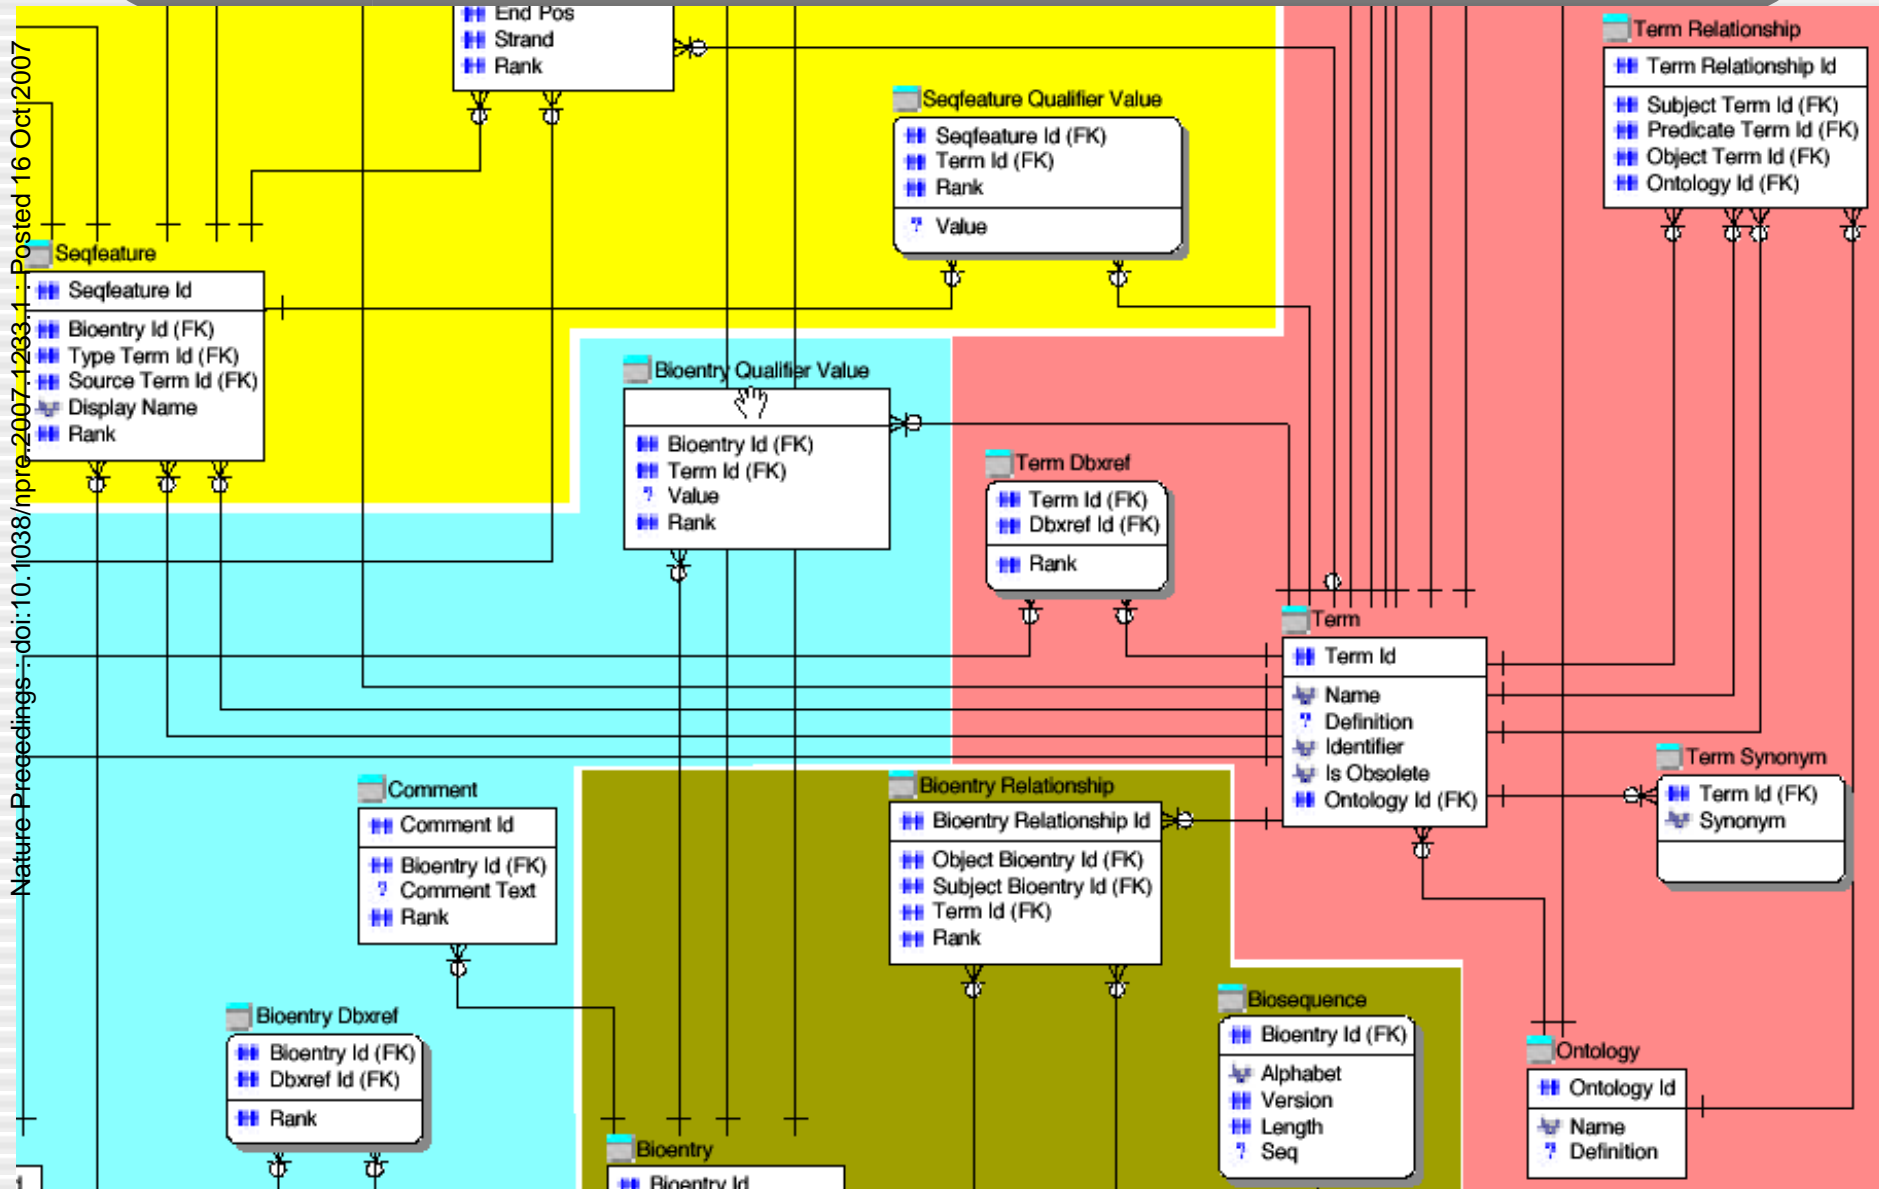 Nature Precedings : doi:10.1038/npre.2007.1233.1 : Posted 16 Oct 2007
End Pos
Strand
Rank
Seqfeature Qualifier Value
Seqfeature Id (FK)
Term Id (FK)
Rank
Value
Term Relationship
Term Relationship Id
Subject Term Id (FK)
Predicate Term Id (FK)
Object Term Id (FK)
Ontology Id (FK)
Seqfeature
Seqfeature Id
Bioentry Id (FK)
Type Term Id (FK)
Source Term Id (FK)
Display Name
Rank
Bioentry Qualifier Value
Bioentry Id (FK)
Term Id (FK)
Value
Rank
Term Dbxref
Term Id (FK)
Dbxref Id (FK)
Rank
Term
Term Id
Name
Definition
Identifier
Is Obsolete
Ontology Id (FK)
Term Synonym
Term Id (FK)
Synonym
Comment
Comment Id
Bioentry Id (FK)
Comment Text
Rank
Bioentry Relationship
Bioentry Relationship Id
Object Bioentry Id (FK)
Subject Bioentry Id (FK)
Term Id (FK)
Rank
Bioentry Dbxref
Bioentry Id (FK)
Dbxref Id (FK)
Rank
Biosequence
Bioentry Id (FK)
Alphabet
Version
Length
Seq
Ontology
Ontology Id
Name
Definition
Bioentry
Bioentry Id